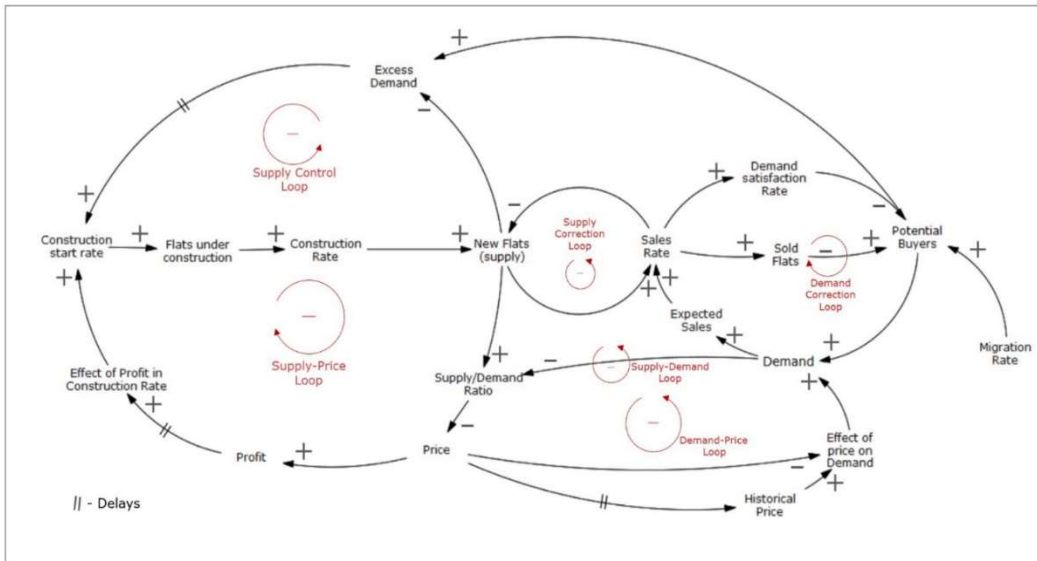 +
Excess
Demand
−
−
Supply Control
Loop
Demand
satisfaction
Rate
+
−
+
−
Supply
Correction
Loop
−
Construction
start rate
+
Flats under
construction
+
Construction
Rate
+
New Flats
(supply)
Sales
Rate
+
Sold
Flats
−
+
Potential
Buyers
+
+
+
Demand
Correction
Loop
+
−
Supply-Price
Loop
Expected
Sales
+
+
Demand
+
Migration
Rate
Effect of Profit in
Construction Rate
+
Supply/Demand
Ratio
+
−
−
Supply-Demand
Loop
+
−
Demand-Price
Loop
Profit
+
Price
−
−
Effect of
price on
Demand
+
Historical
Price
|| - Delays